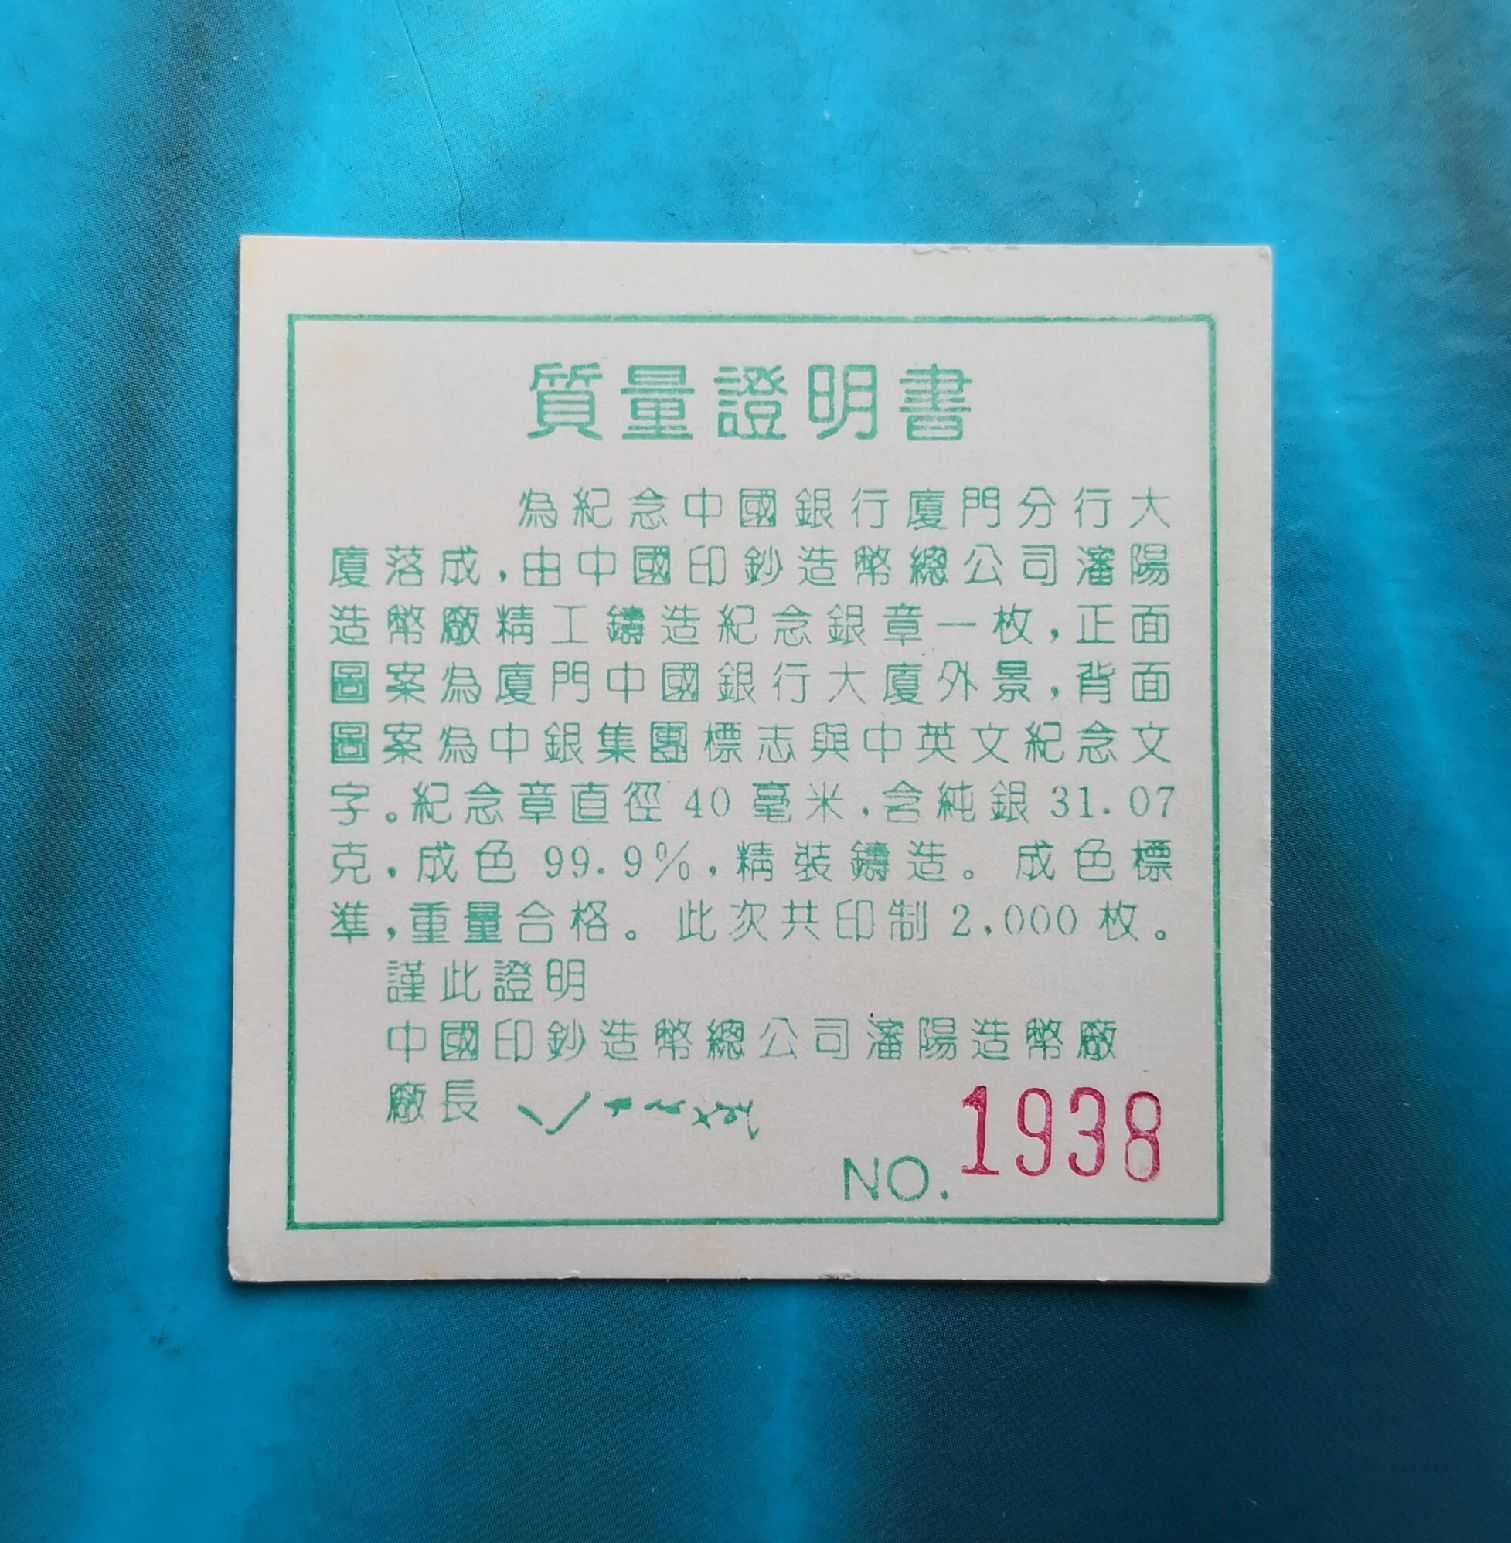 質量證明書
為紀念中國銀行廈門分行大
廈落成,由中國印鈔造幣總公司瀋陽
造幣廠精工鑄造紀念銀章一枚,正面
圖案為廈門中國銀行大廈外景,背面
圖案為中銀集團標志與中英文紀念文
字。紀念章直徑 40 毫米,含純銀 31.07
克,成色 99.9%,精裝鑄造。成色標
準,重量合格。此次共印制 2,000 枚。
謹此證明
中國印鈔造幣總公司瀋陽造幣廠
廠長
NO. 1938